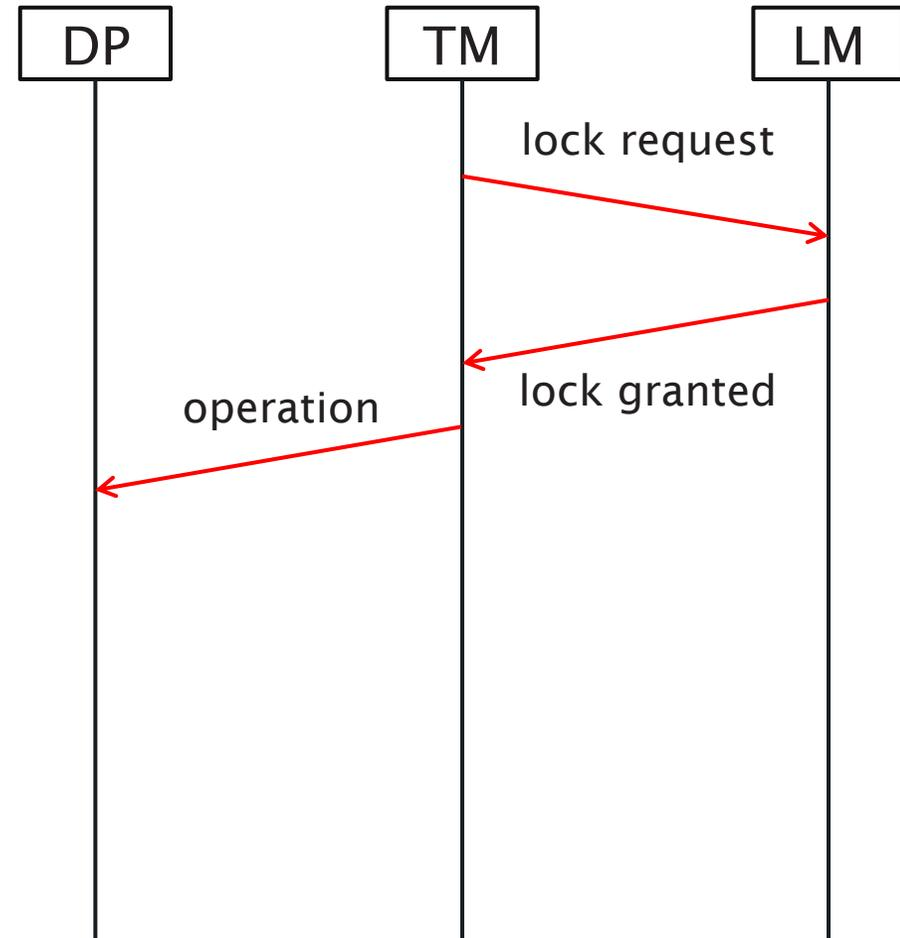 DP
TM
LM
lock request
lock granted
operation